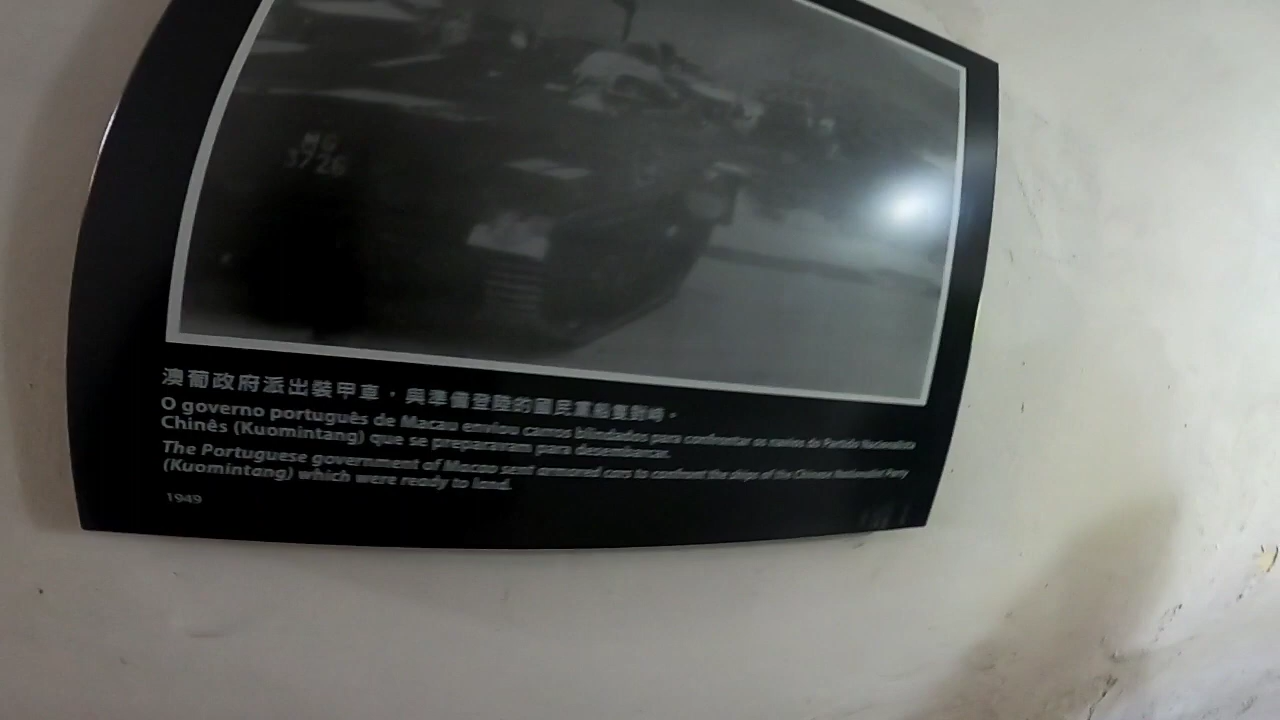 MG
3726
澳葡政府派出裝甲車，與準備登陸的國民黨船隻對峙。
O governo português de Macau enviou carros blindados para confrontar os navios do Partido Nacionalista
Chinês (Kuomintang) que se preparavam para desembarcar.
The Portuguese government of Macao sent armored cars to confront the ships of the Chinese Nationalist Party
(Kuomintang) which were ready to land.
1949